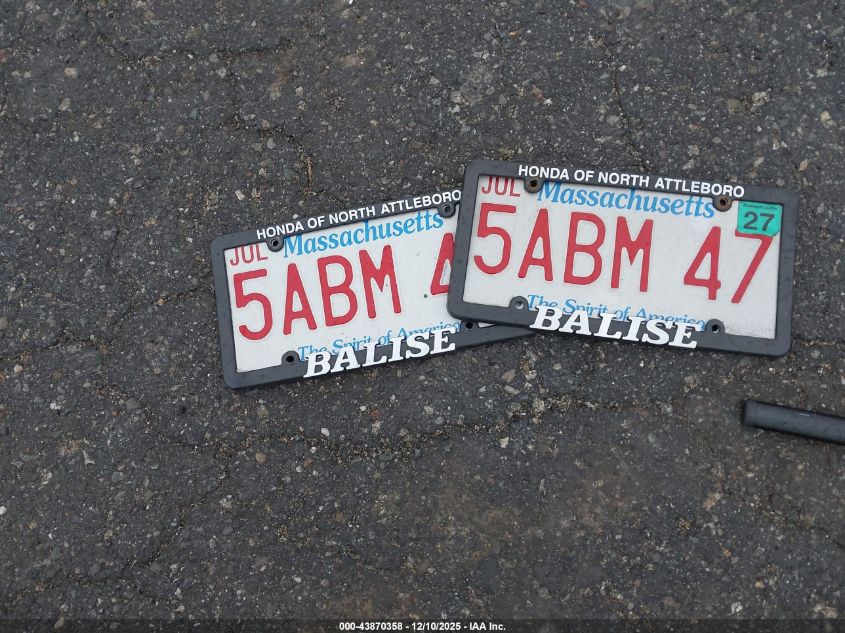 HONDA OF NORTH ATTLEBORO
JUL Massachusetts
5ABM 4
The Spirit of America
BALISE
HONDA OF NORTH ATTLEBORO
JUL Massachusetts 27
5ABM 47
The Spirit of America
BALISE
000-43870358 - 12/10/2025 - IAA Inc.